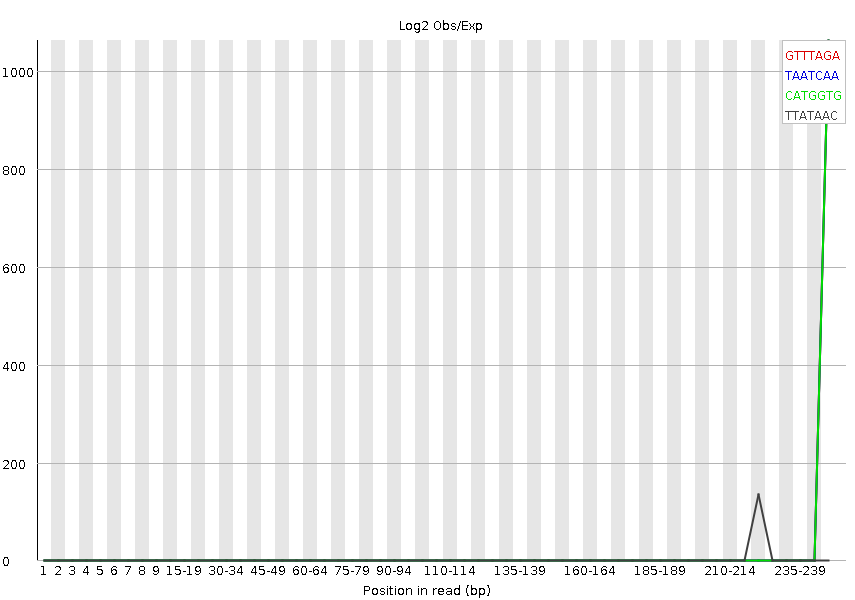 Log2 Obs/Exp
GTTTAGA
TAATCAA
CATGGTG
TTATAAC
1000
800
600
400
200
0
1 2 3 4 5 6 7 8 9 15-19 30-34 45-49 60-64 75-79 90-94 110-114 135-139 160-164 185-189 210-214 235-239
Position in read (bp)